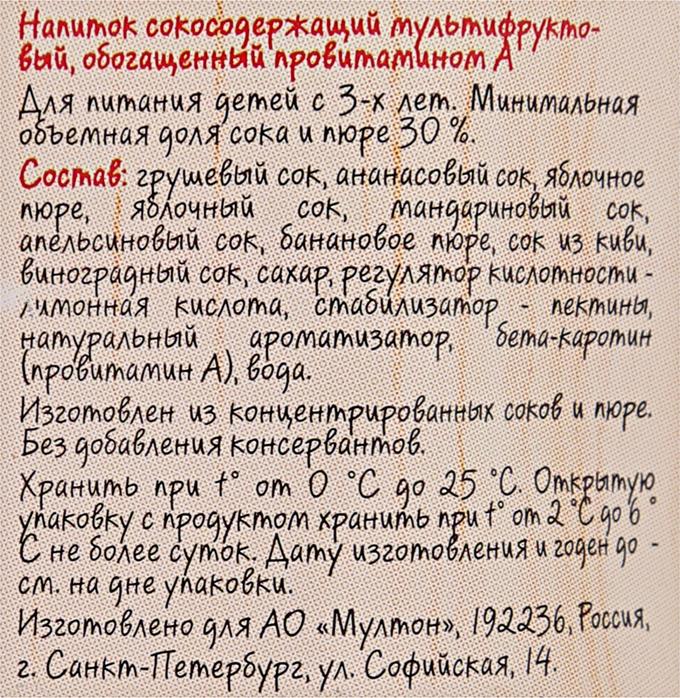 Напиток сокосодержащий мультифрукто-
вый, обогащенный провитамином А
Для питания детей с 3-х лет. Минимальная
объемная доля сока и пюре 30 %.
Состав: грушевый сок, ананасовый сок, яблочное
пюре, яблочный сок, мандариновый сок,
апельсиновый сок, банановое пюре, сок из киви,
виноградный сок, сахар, регулятор кислотности -
лимонная кислота, стабилизатор - пектины,
натуральный ароматизатор, бета-каротин
(провитамин А), вода.
Изготовлен из концентрированных соков и пюре.
Без добавления консервантов.
Хранить при t° от 0 °С до 25 °С. Открытую
упаковку с продуктом хранить при t° от 2 °С до 6 °
С не более суток. Дату изготовления и годен до -
см. на дне упаковки.
Изготовлено для АО «Мултон», 192236, Россия,
г. Санкт-Петербург, ул. Софийская, 14.